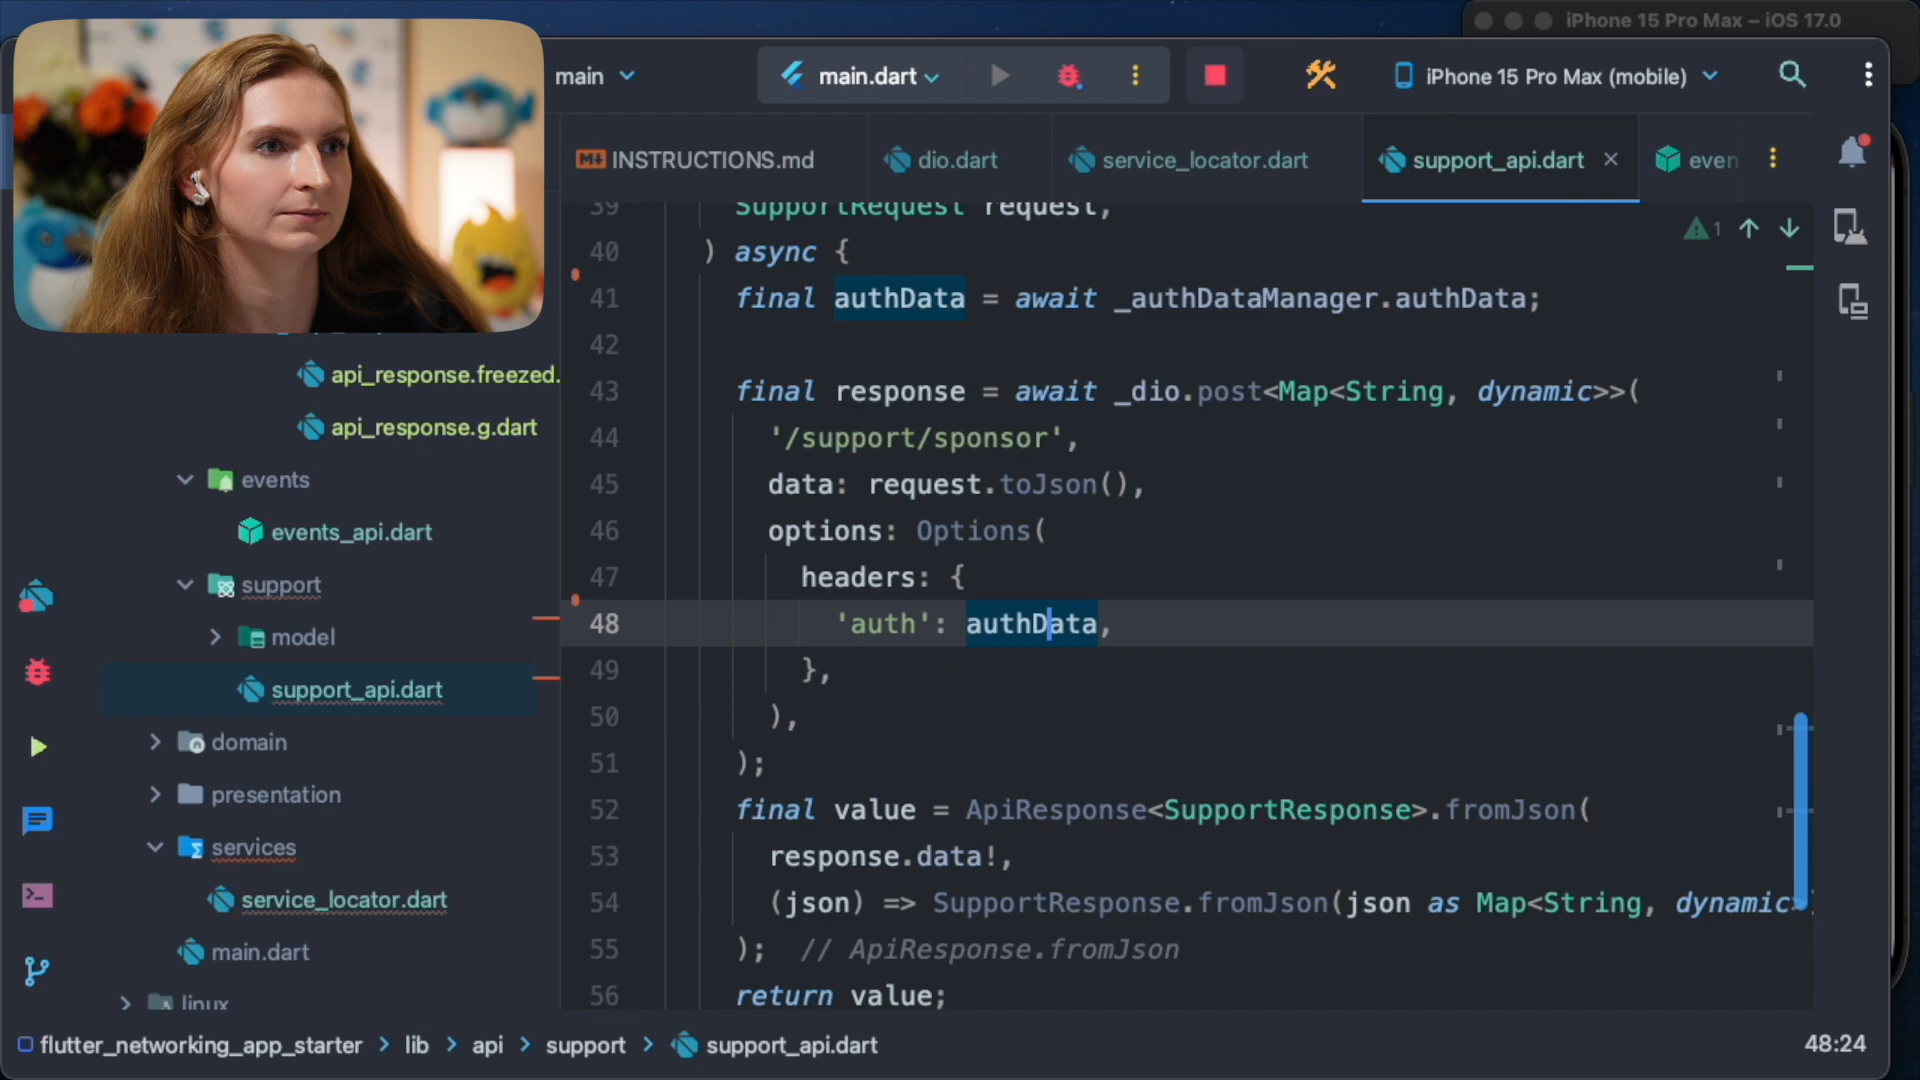 iPhone 15 Pro Max – iOS 17.0
main
main.dart
iPhone 15 Pro Max (mobile)
INSTRUCTIONS.md
dio.dart
service_locator.dart
support_api.dart
even
1
api_response.freezed.
api_response.g.dart
events
events_api.dart
support
model
support_api.dart
domain
presentation
services
service_locator.dart
main.dart
linux
39 SupportRequest request,
40 ) async {
41 final authData = await _authDataManager.authData;
42
43 final response = await _dio.post<Map<String, dynamic>>(
44 '/support/sponsor',
45 data: request.toJson(),
46 options: Options(
47 headers: {
48 'auth': authData,
49 },
50 ),
51 );
52 final value = ApiResponse<SupportResponse>.fromJson(
53 response.data!,
54 (json) => SupportResponse.fromJson(json as Map<String, dynamic>
55 ); // ApiResponse.fromJson
56 return value;
flutter_networking_app_starter > lib > api > support > support_api.dart
48:24